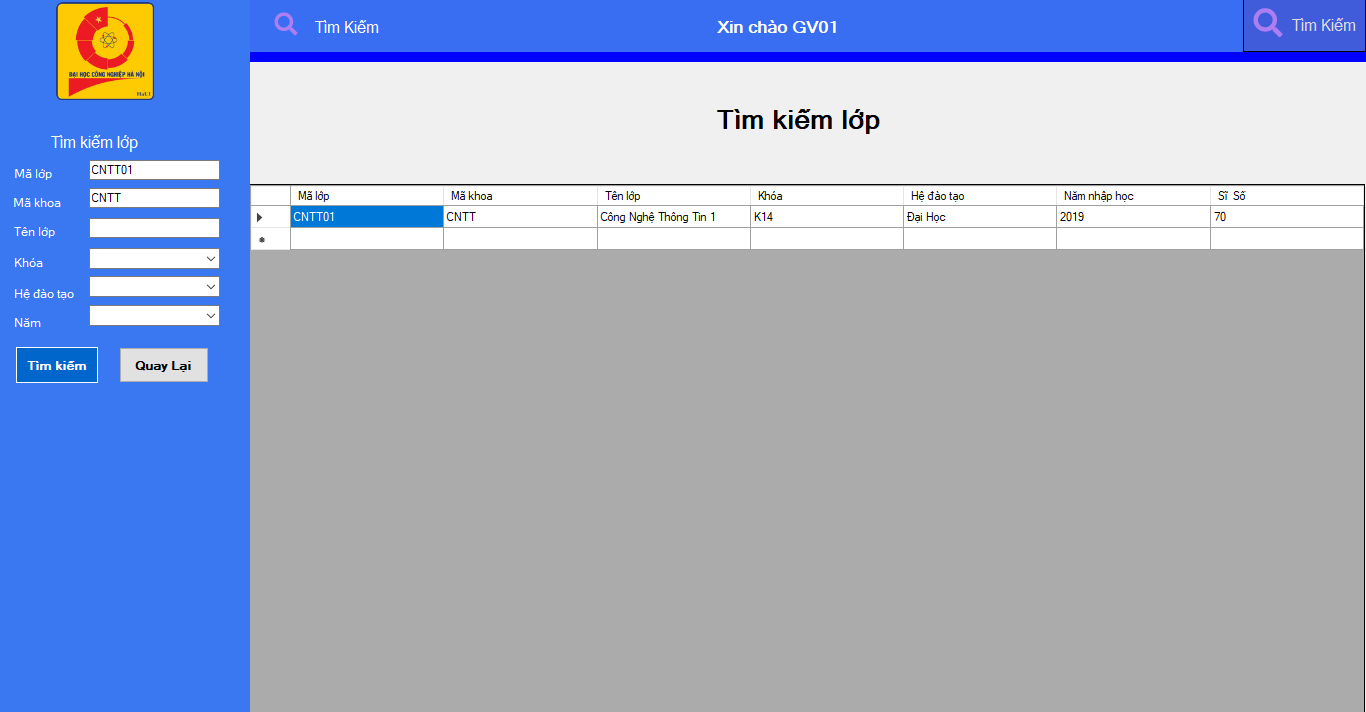 ĐẠI HỌC CÔNG NGHIỆP HÀ NỘI
HaUI
Tìm Kiếm
Xin chào GV01
Tìm Kiếm
Tìm kiếm lớp
Mã lớp CNTT01
Mã khoa CNTT
Tên lớp
Khóa
Hệ đào tạo
Năm
Tìm kiếm Quay Lại
Tìm kiếm lớp
Mã lớp Mã khoa Tên lớp Khóa Hệ đào tạo Năm nhập học Sĩ Số
CNTT01 CNTT Công Nghệ Thông Tin 1 K14 Đại Học 2019 70